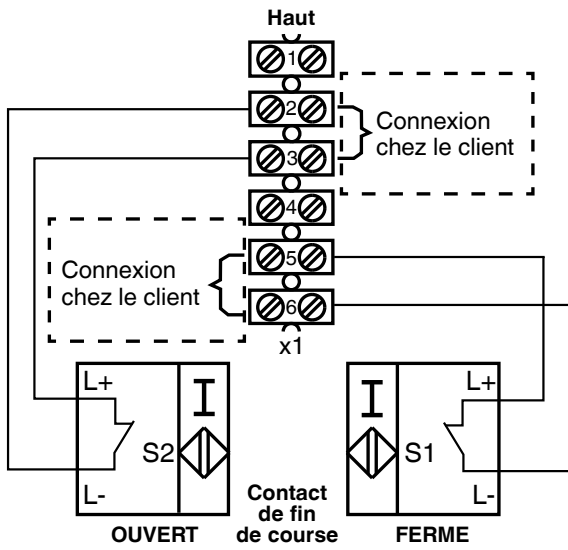 Haut
1
2
3
4
5
6
x1
Connexion
chez le client
Connexion
chez le client
L+
S2
L-
OUVERT
Contact
de fin
de course
L+
S1
L-
FERME